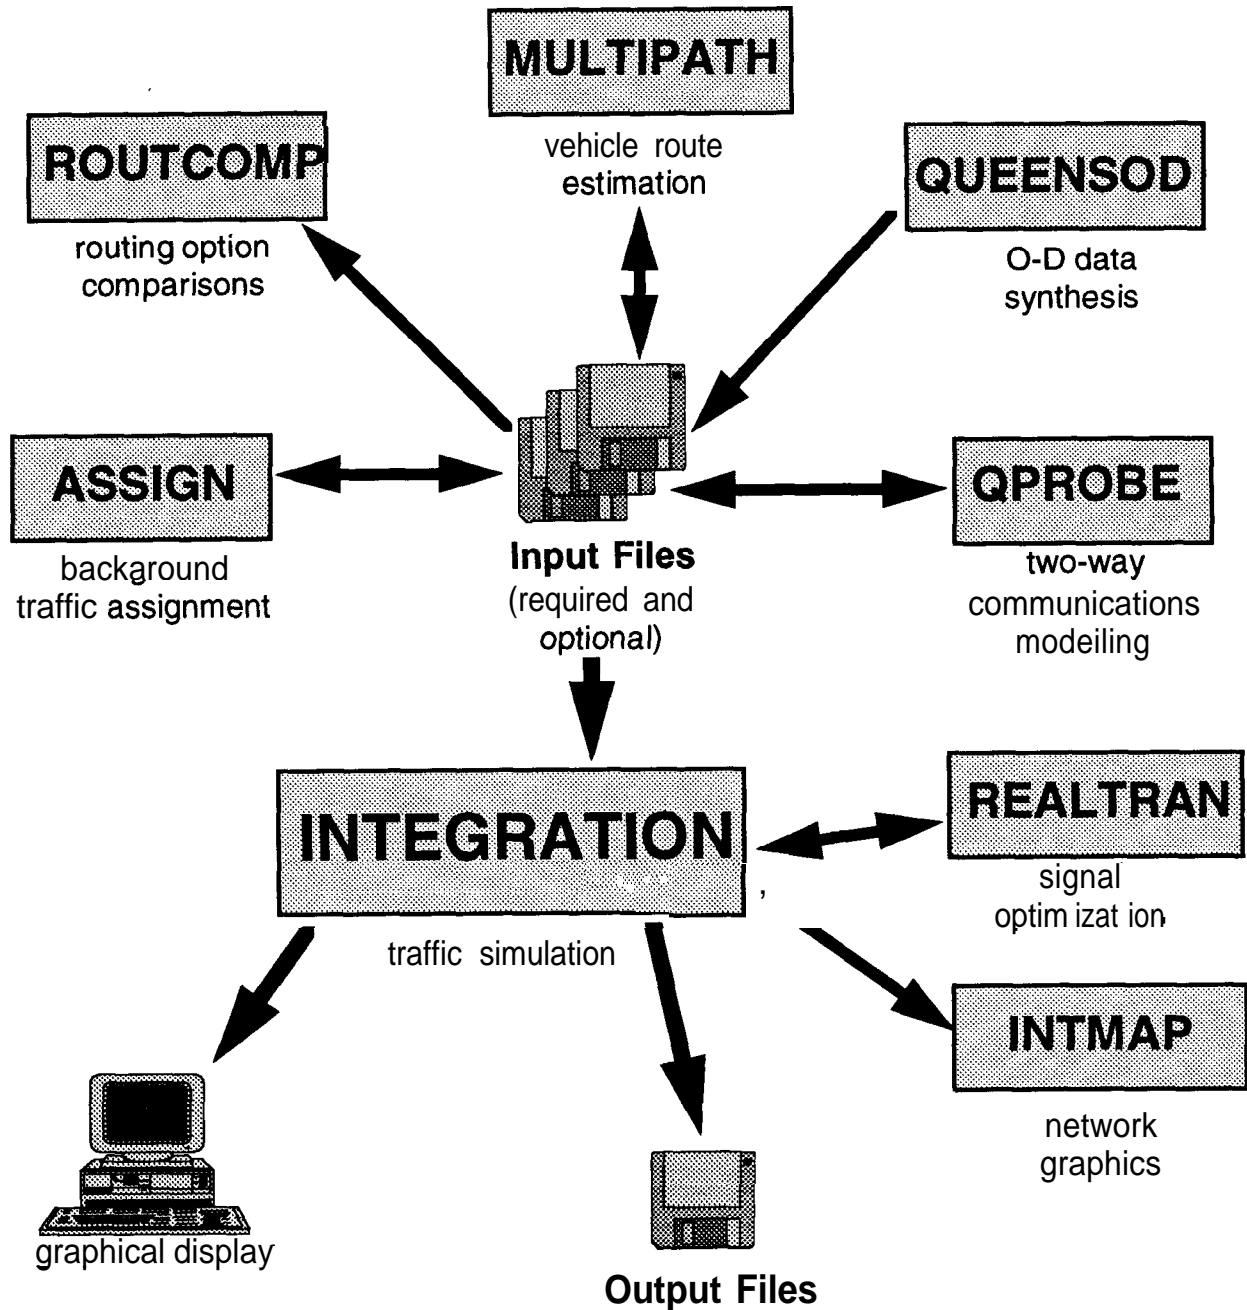 MULTIPATH
vehicle route
estimation
ROUTCOMP
routing option
comparisons
QUEENSOD
O-D data
synthesis
ASSIGN
background
traffic assignment
Input Files
(required and
optional)
QPROBE
two-way
communications
modeiling
INTEGRATION
traffic simulation
REALTRAN
signal
optim izat ion
INTMAP
network
graphics
graphical display
Output Files